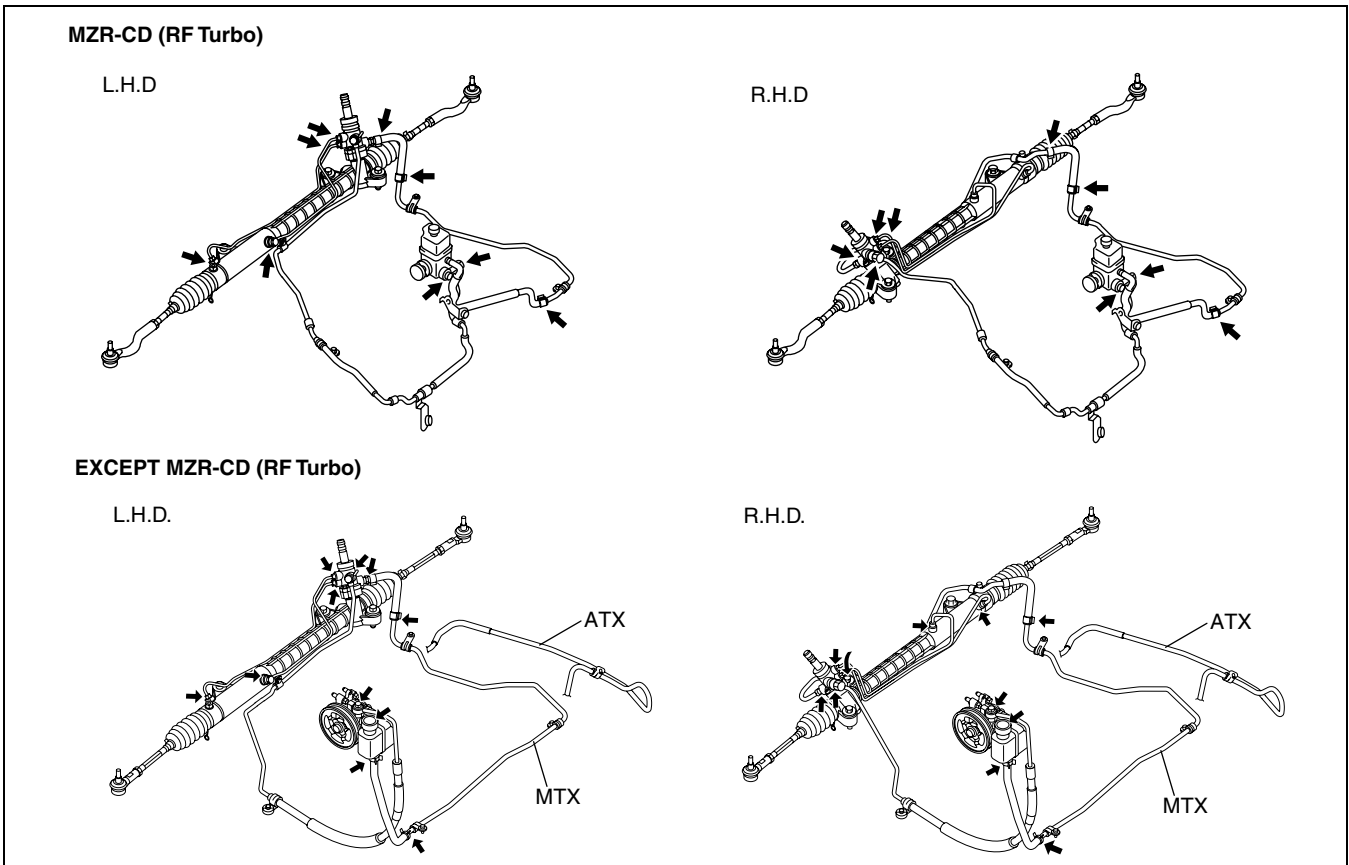 MZR-CD (RF Turbo)
L.H.D
R.H.D
EXCEPT MZR-CD (RF Turbo)
L.H.D.
R.H.D.
ATX
MTX
ATX
MTX